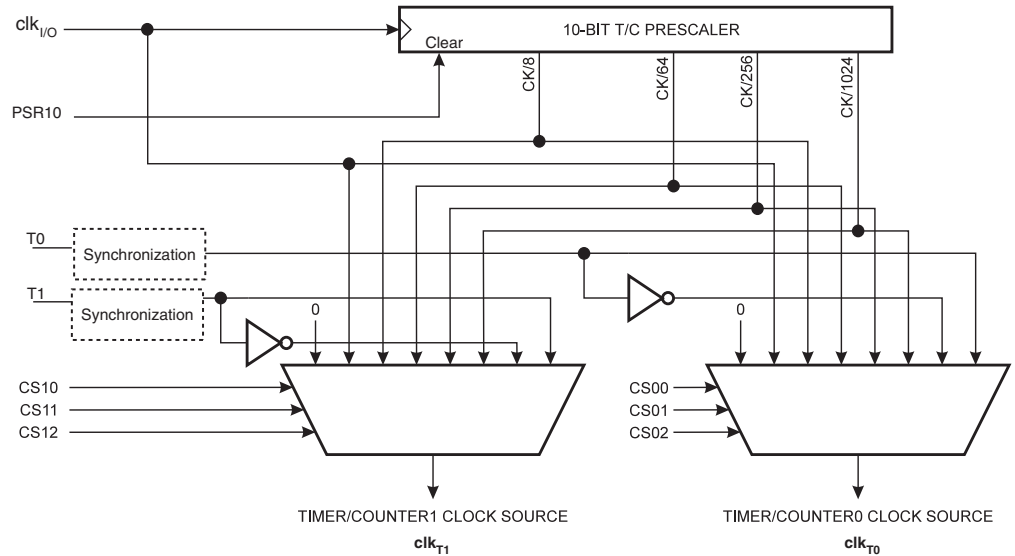 clkI/O
10-BIT T/C PRESCALER
Clear
CK/8
CK/64
CK/256
CK/1024
PSR10
T0
Synchronization
T1
Synchronization
0
0
CS10
CS11
CS12
CS00
CS01
CS02
TIMER/COUNTER1 CLOCK SOURCE
clkT1
TIMER/COUNTER0 CLOCK SOURCE
clkT0